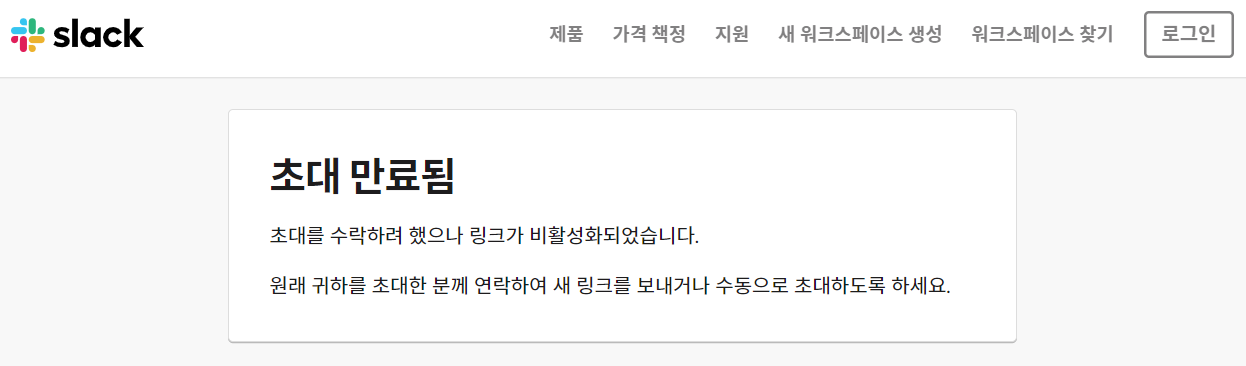 slack
제품 가격 책정 지원 새 워크스페이스 생성 워크스페이스 찾기 로그인
초대 만료됨
초대를 수락하려 했으나 링크가 비활성화되었습니다.
원래 귀하를 초대한 분께 연락하여 새 링크를 보내거나 수동으로 초대하도록 하세요.